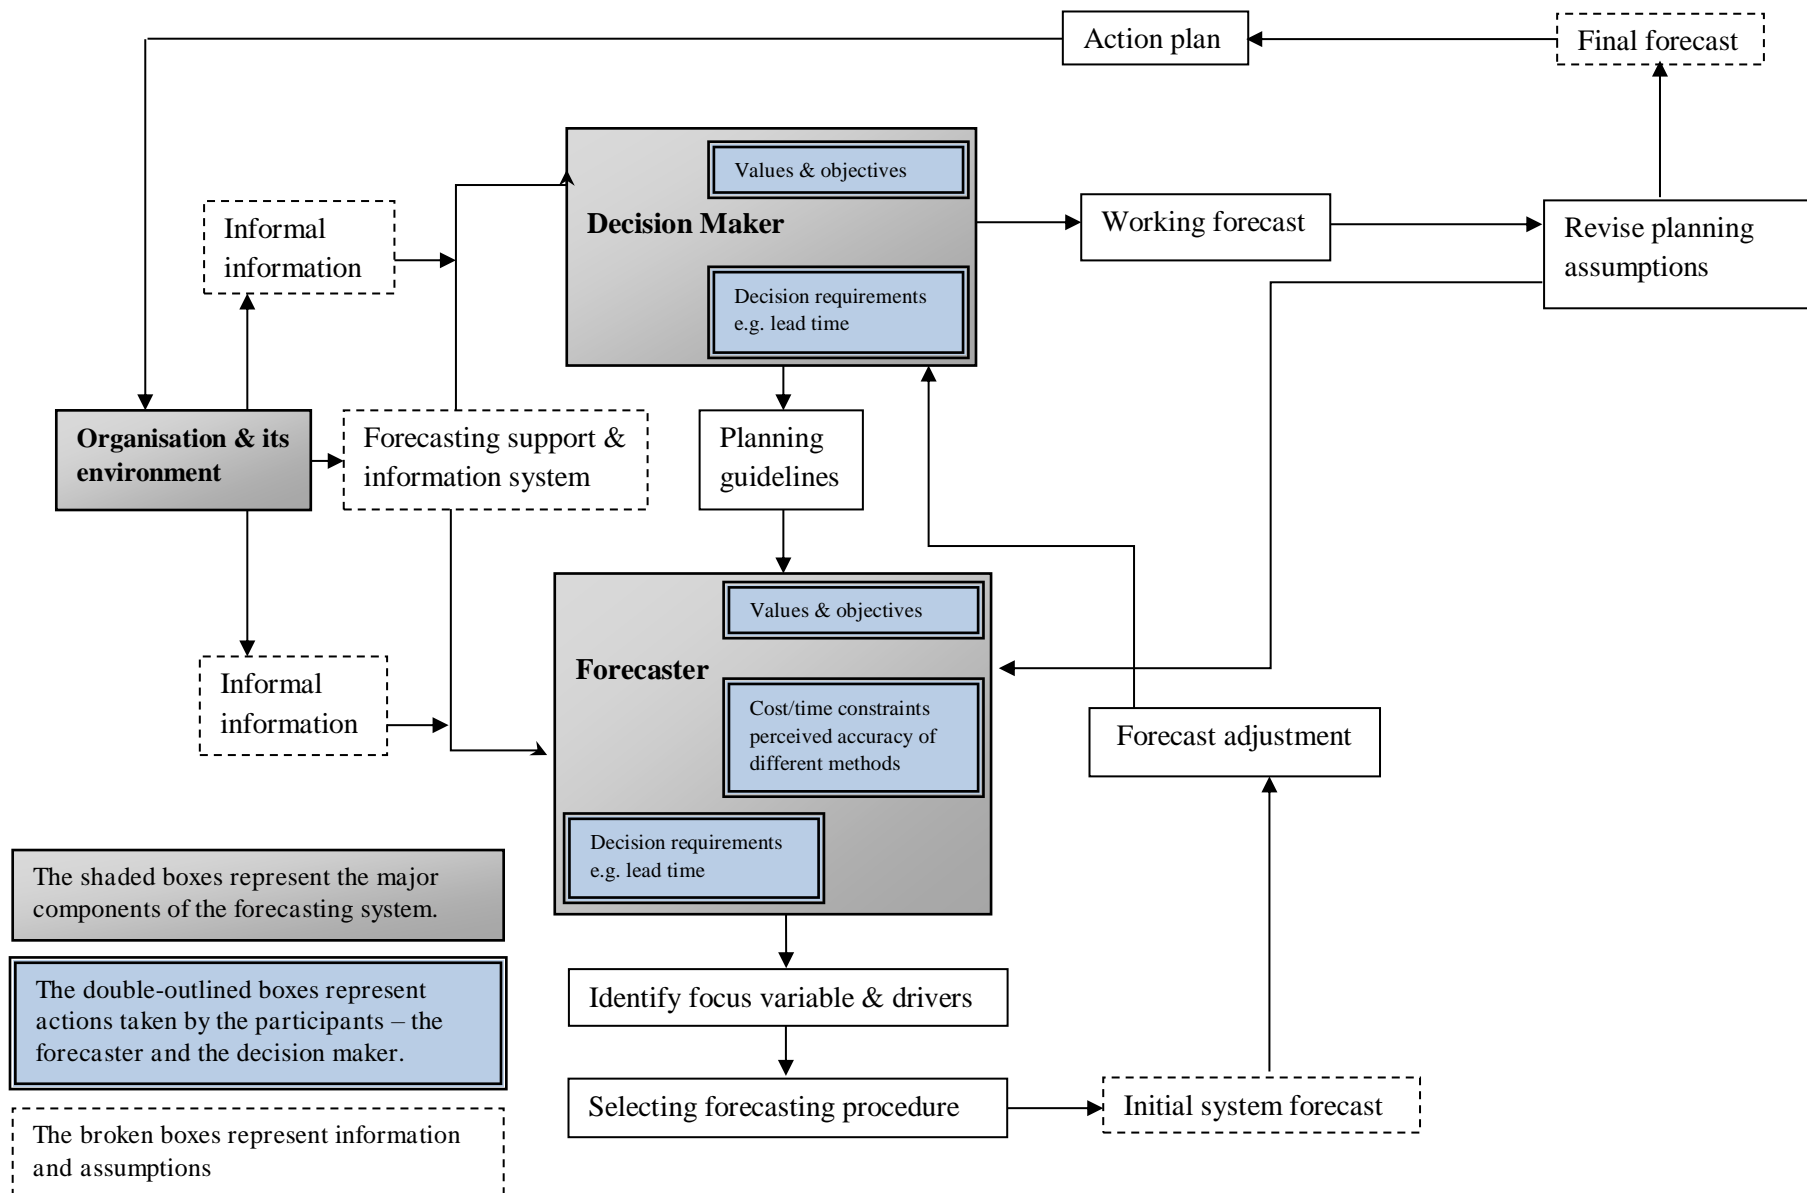 Action plan
Final forecast
Values & objectives
Decision Maker
Decision requirements
e.g. lead time
Informal
information
Working forecast
Revise planning
assumptions
Organisation & its
environment
Forecasting support &
information system
Planning
guidelines
Values & objectives
Forecaster
Cost/time constraints
perceived accuracy of
different methods
Decision requirements
e.g. lead time
Informal
information
Forecast adjustment
Identify focus variable & drivers
Selecting forecasting procedure
Initial system forecast
The shaded boxes represent the major
components of the forecasting system.
The double-outlined boxes represent
actions taken by the participants – the
forecaster and the decision maker.
The broken boxes represent information
and assumptions